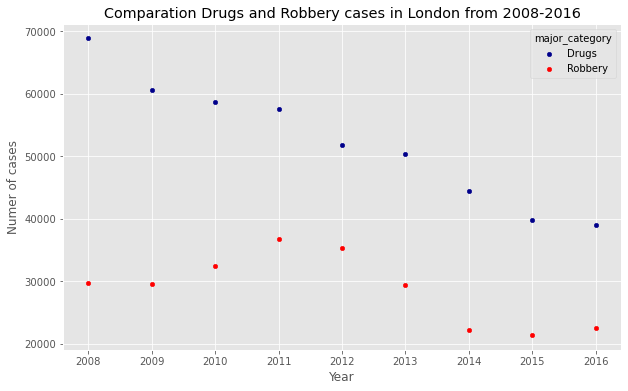 Comparation Drugs and Robbery cases in London from 2008-2016
major_category
Drugs
Robbery
Numer of cases
70000
60000
50000
40000
30000
20000
2008 2009 2010 2011 2012 2013 2014 2015 2016
Year